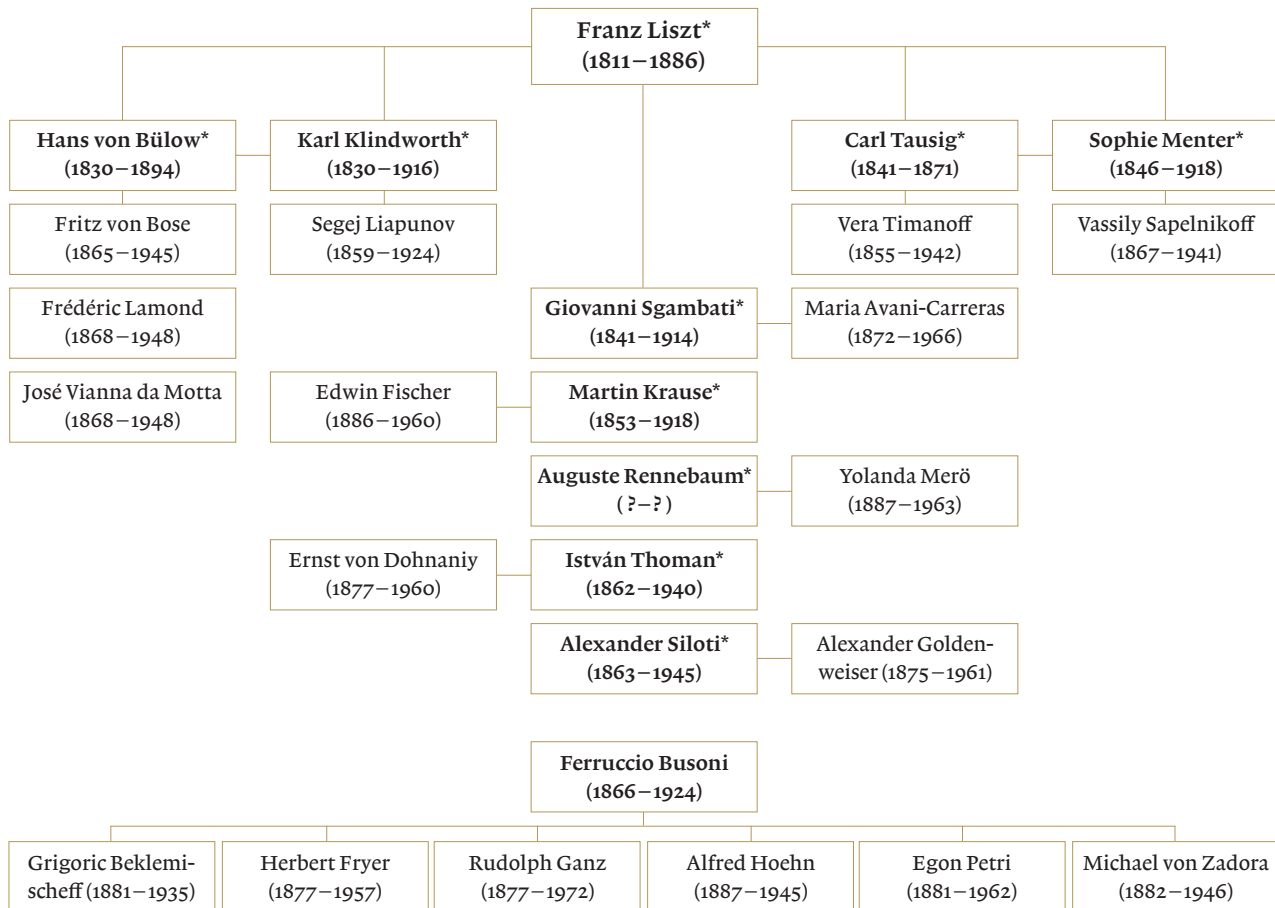 Franz Liszt*
(1811–1886)
Hans von Bülow*
(1830–1894)
Karl Klindworth*
(1830–1916)
Carl Tausig*
(1841–1871)
Sophie Menter*
(1846–1918)
Fritz von Bose
(1865–1945)
Segej Liapunov
(1859–1924)
Vera Timanoff
(1855–1942)
Vassily Sapelnikoff
(1867–1941)
Frédéric Lamond
(1868–1948)
Giovanni Sgambati*
(1841–1914)
Maria Avani-Carreras
(1872–1966)
José Vianna da Motta
(1868–1948)
Edwin Fischer
(1886–1960)
Martin Krause*
(1853–1918)
Auguste Rennebaum*
( ?–? )
Yolanda Merö
(1887–1963)
Ernst von Dohnaniy
(1877–1960)
István Thoman*
(1862–1940)
Alexander Siloti*
(1863–1945)
Alexander Golden-
weiser (1875–1961)
Ferruccio Busoni
(1866–1924)
Grigoric Beklemi-
scheff (1881–1935)
Herbert Fryer
(1877–1957)
Rudolph Ganz
(1877–1972)
Alfred Hoehn
(1887–1945)
Egon Petri
(1881–1962)
Michael von Zadora
(1882–1946)